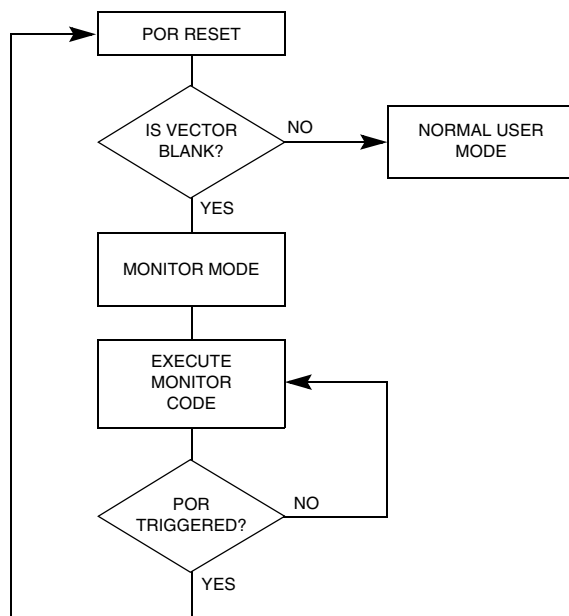 POR RESET
IS VECTOR
BLANK?
NO
NORMAL USER
MODE
YES
MONITOR MODE
EXECUTE
MONITOR
CODE
POR
TRIGGERED?
NO
YES